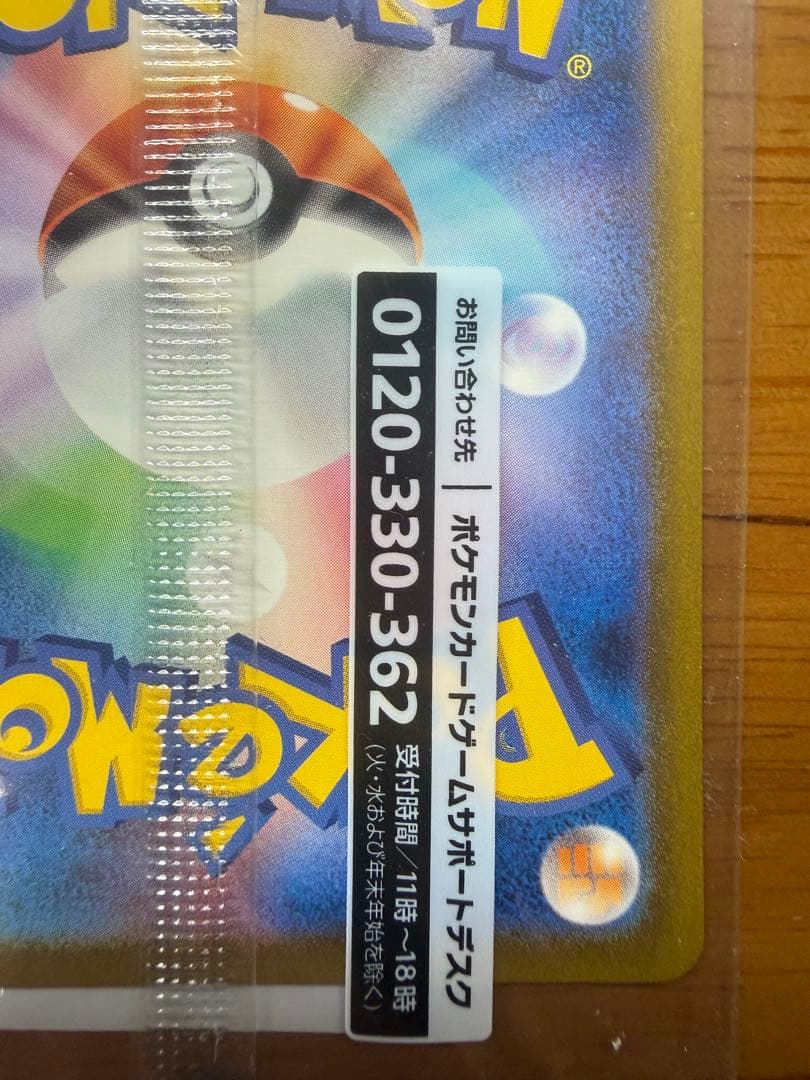 お問い合わせ先 | ポケモンカードゲームサポートデスク
0120-330-362 受付時間/11時~18時
(火・水および年末年始を除く)
®